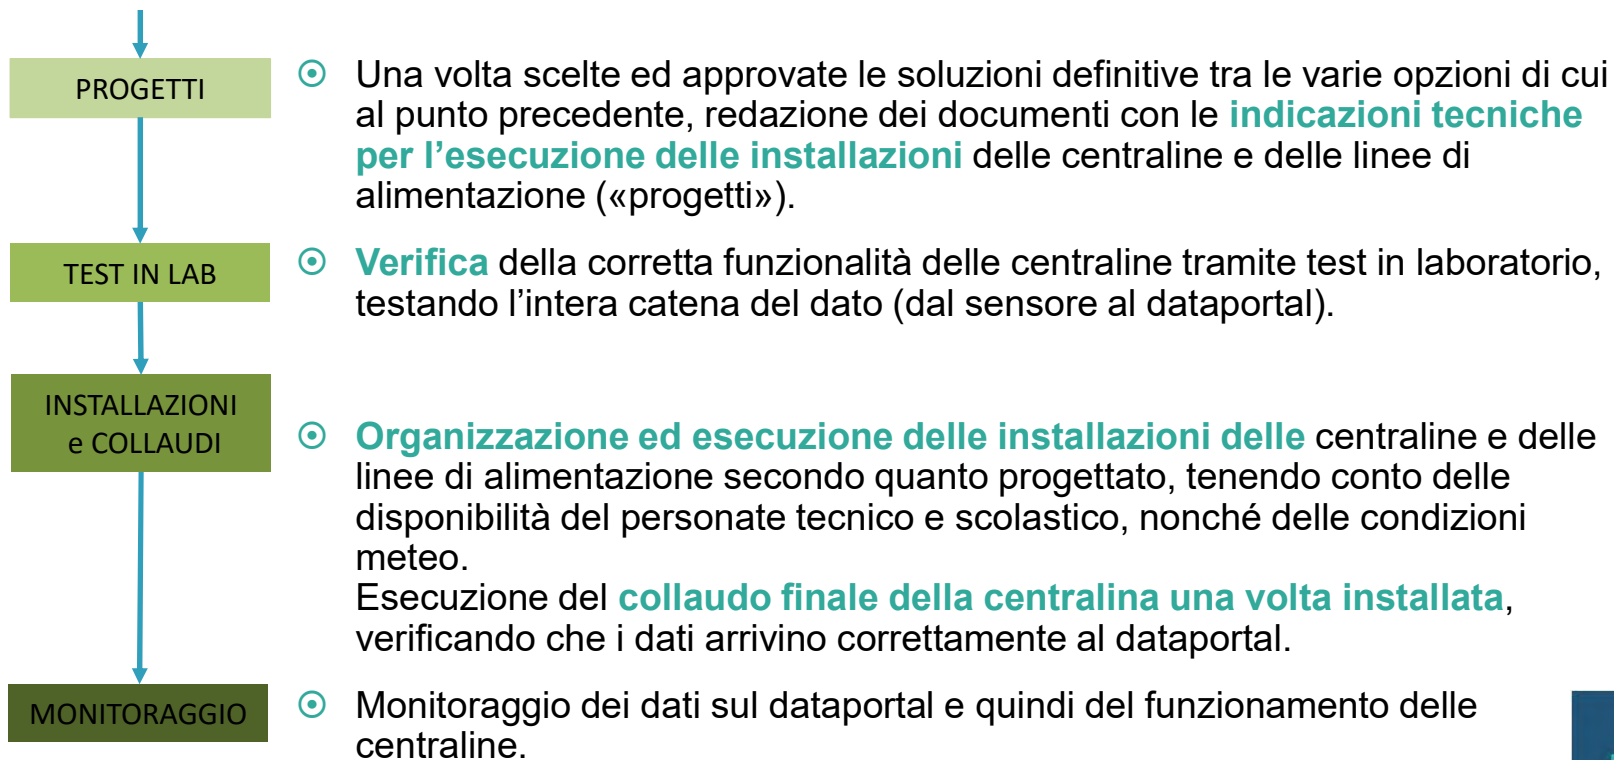 PROGETTI
Una volta scelte ed approvate le soluzioni definitive tra le varie opzioni di cui
al punto precedente, redazione dei documenti con le indicazioni tecniche
per l’esecuzione delle installazioni delle centraline e delle linee di
alimentazione («progetti»).
TEST IN LAB
Verifica della corretta funzionalità delle centraline tramite test in laboratorio,
testando l’intera catena del dato (dal sensore al dataportal).
INSTALLAZIONI
e COLLAUDI
Organizzazione ed esecuzione delle installazioni delle centraline e delle
linee di alimentazione secondo quanto progettato, tenendo conto delle
disponibilità del personate tecnico e scolastico, nonché delle condizioni
meteo.
Esecuzione del collaudo finale della centralina una volta installata,
verificando che i dati arrivino correttamente al dataportal.
MONITORAGGIO
Monitoraggio dei dati sul dataportal e quindi del funzionamento delle
centraline.